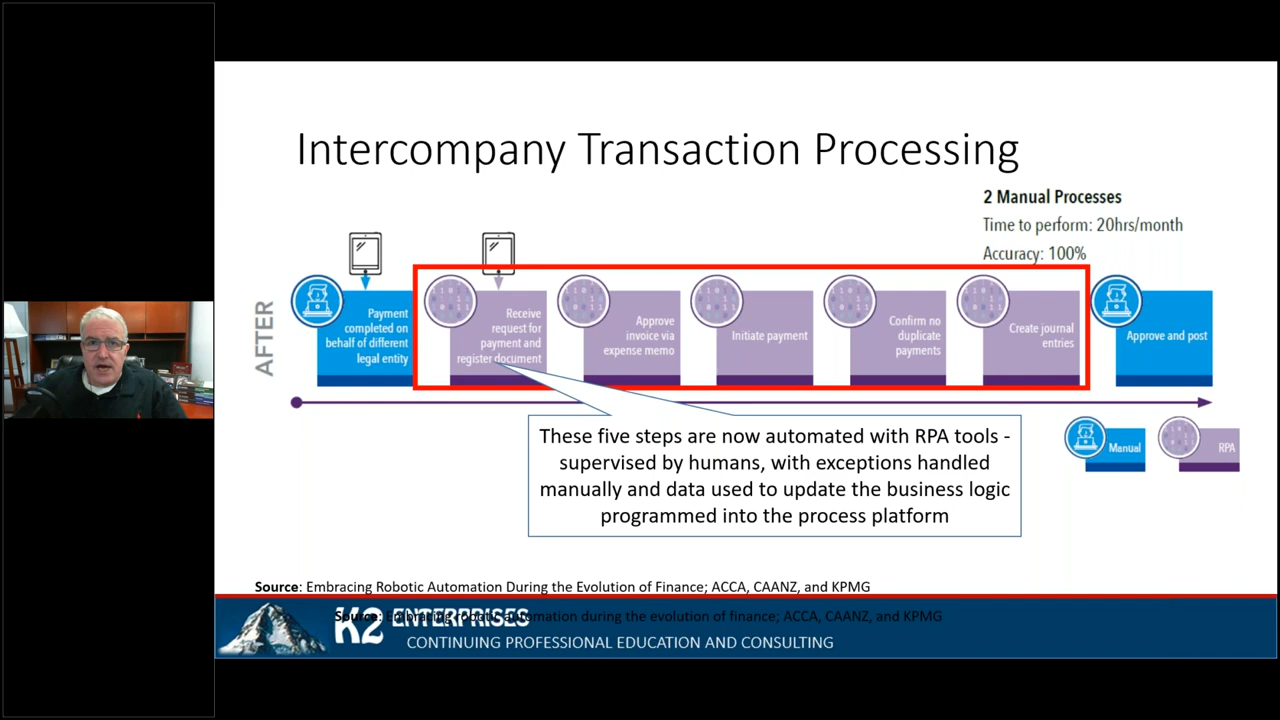 Intercompany Transaction Processing
2 Manual Processes
Time to perform: 20hrs/month
Accuracy: 100%
AFTER
Payment
completed on
behalf of different
legal entity
Receive
request for
payment and
register document
Approve
invoice via
expense memo
Initiate payment
Confirm no
duplicate
payments
Create journal
entries
Approve and post
These five steps are now automated with RPA tools -
supervised by humans, with exceptions handled
manually and data used to update the business logic
programmed into the process platform
Manual
RPA
Source: Embracing Robotic Automation During the Evolution of Finance; ACCA, CAANZ, and KPMG
Source: Embracing robotic automation during the evolution of finance; ACCA, CAANZ, and KPMG
K2 ENTERPRISES
CONTINUING PROFESSIONAL EDUCATION AND CONSULTING